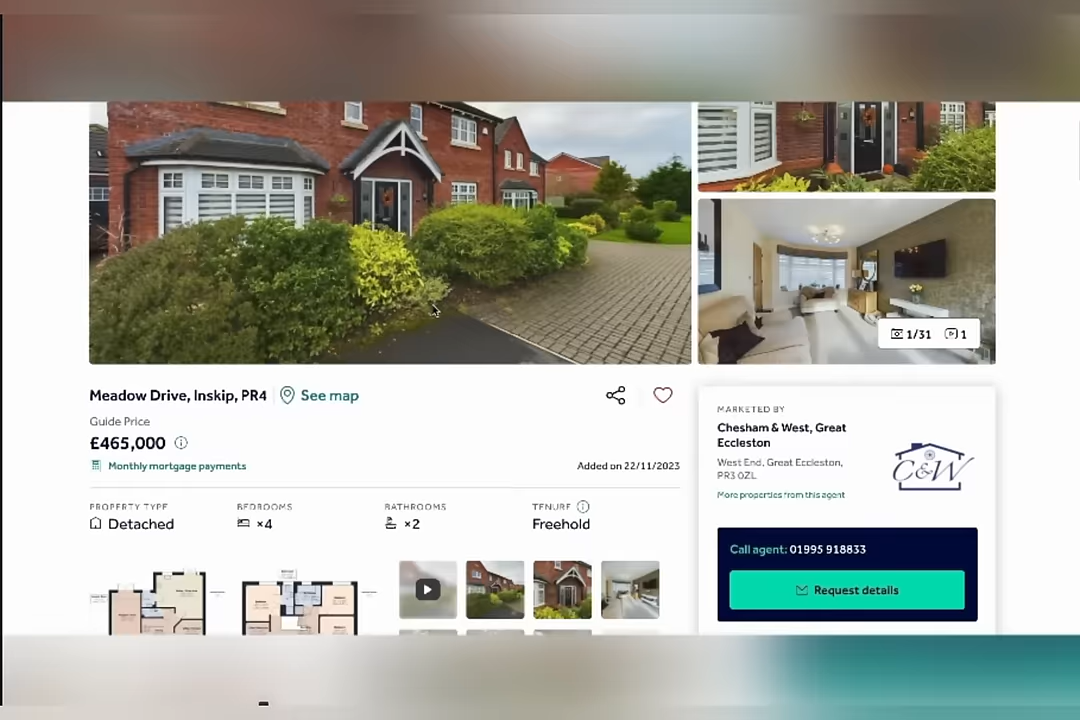 1/31 1
Meadow Drive, Inskip, PR4 See map
Guide Price
£465,000
Monthly mortgage payments
Added on 22/11/2023
PROPERTY TYPE BEDROOMS BATHROOMS TENURE
Detached ×4 ×2 Freehold
MARKETED BY
Chesham & West, Great
Eccleston
West End, Great Eccleston,
PR3 0ZL
More properties from this agent
C&W
Call agent: 01995 918833
Request details